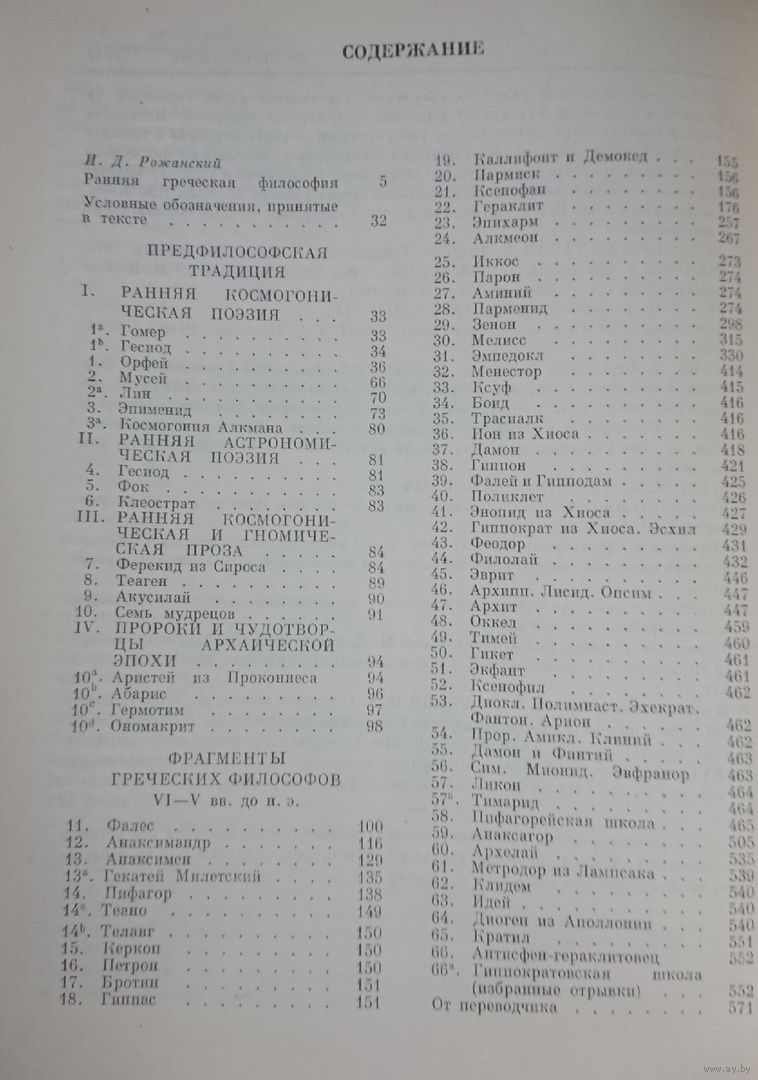 СОДЕРЖАНИЕ
И. Д. Рожанский
Ранняя греческая философия 5
Условные обозначения, принятые
в тексте . . . . . . . . . . 32
ПРЕДФИЛОСОФСКАЯ
ТРАДИЦИЯ
I. РАННЯЯ КОСМОГОНИ-
ЧЕСКАЯ ПОЭЗИЯ . . . 33
1a. Гомер . . . . . . . . . 33
1b. Гесиод . . . . . . . . . 34
1. Орфей . . . . . . . . . 36
2. Мусей . . . . . . . . . 66
2a. Лин . . . . . . . . . 70
3. Эпименид . . . . . . . . 73
3a. Космогония Алкмана . . . 80
II. РАННЯЯ АСТРОНОМИ-
ЧЕСКАЯ ПОЭЗИЯ . . . 81
4. Гесиод . . . . . . . . . 81
5. Фок . . . . . . . . . . 83
6. Клеострат . . . . . . . . 83
III. РАННЯЯ КОСМОГОНИ-
ЧЕСКАЯ И ГНОМИЧЕ-
СКАЯ ПРОЗА . . . . . 84
7. Ферекид из Сироса . . . . 84
8. Теаген . . . . . . . . . 89
9. Акусилай . . . . . . . . 90
10. Семь мудрецов . . . . . . 91
IV. ПРОРОКИ И ЧУДОТВОР-
ЦЫ АРХАИЧЕСКОЙ
ЭПОХИ . . . . . . . . . 94
10a. Аристей из Проконнеса 94
10b. Абарис . . . . . . . . . 96
10c. Гермотим . . . . . . . . 97
10d. Ономакрит . . . . . . . 98
ФРАГМЕНТЫ
ГРЕЧЕСКИХ ФИЛОСОФОВ
VI—V вв. до н. э.
11. Фалес . . . . . . . . . . 100
12. Анаксимандр . . . . . . . 116
13. Анаксимен . . . . . . . . 129
13a. Гекатей Милетский . . . . 135
14. Пифагор . . . . . . . . . 138
14a. Теано . . . . . . . . . . 149
14b. Телавг . . . . . . . . . . 150
15. Керкоп . . . . . . . . . . 150
16. Петрон . . . . . . . . . . 150
17. Бротин . . . . . . . . . . 151
18. Гиппас . . . . . . . . . . 151
19. Каллифонт и Демокед . . . 155
20. Пармиск . . . . . . . . . 156
21. Ксенофан . . . . . . . . 156
22. Гераклит . . . . . . . . 176
23. Эпихарм . . . . . . . . . 257
24. Алкмеон . . . . . . . . . 267
25. Иккос . . . . . . . . . . 273
26. Парон . . . . . . . . . . 274
27. Аминий . . . . . . . . . 274
28. Парменид . . . . . . . . 274
29. Зенон . . . . . . . . . . 298
30. Мелисс . . . . . . . . . 315
31. Эмпедокл . . . . . . . . 330
32. Менестор . . . . . . . . 414
33. Ксуф . . . . . . . . . . 415
34. Боид . . . . . . . . . . 416
35. Трасиалк . . . . . . . . 416
36. Ион из Хиоса . . . . . . . 416
37. Дамон . . . . . . . . . . 418
38. Гиппон . . . . . . . . . 421
39. Фалей и Гипподам . . . . . 425
40. Поликлет . . . . . . . . 426
41. Энопид из Хиоса . . . . . 427
42. Гиппократ из Хиоса. Эсхил 429
43. Феодор . . . . . . . . . 431
44. Филолай . . . . . . . . . 432
45. Эврит . . . . . . . . . . 446
46. Архипп. Лисид. Опсим . . . 447
47. Архит . . . . . . . . . . 447
48. Оккел . . . . . . . . . . 459
49. Тимей . . . . . . . . . . 460
50. Гикет . . . . . . . . . . 461
51. Экфант . . . . . . . . . 461
52. Ксенофил . . . . . . . . 462
53. Диокл. Полимнаст. Эхекрат.
Фантон. Арион . . . . . . 462
54. Прор. Амикл. Клиний . . . 462
55. Дамон и Финтий . . . . . 463
56. Сим. Мионид. Эвфранор 463
57. Ликон . . . . . . . . . . 464
57a. Тимарид . . . . . . . . . 464
58. Пифагорейская школа . . . 465
59. Анаксагор . . . . . . . . 505
60. Архелай . . . . . . . . . 535
61. Метродор из Лампсака . . . 539
62. Клидем . . . . . . . . . 540
63. Идей . . . . . . . . . . 540
64. Диоген из Аполлонии . . . 540
65. Кратил . . . . . . . . . 551
66. Антисфен-гераклитовец 552
66a. Гиппократовская школа
(избранные отрывки) . . . 552
От переводчика . . . . . . . . 571
www.ay.by